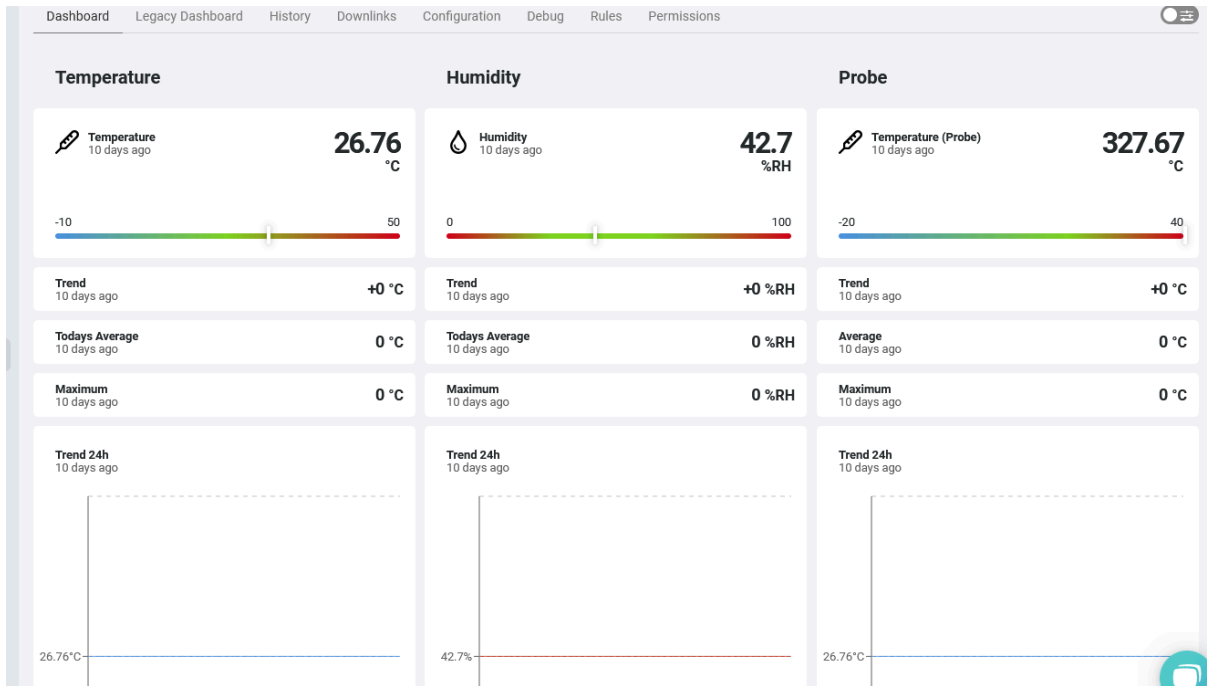 Dashboard Legacy Dashboard History Downlinks Configuration Debug Rules Permissions
Temperature
Temperature
10 days ago
26.76
°C
-10 50
Trend
10 days ago
+0 °C
Todays Average
10 days ago
0 °C
Maximum
10 days ago
0 °C
Trend 24h
10 days ago
26.76°C
Humidity
Humidity
10 days ago
42.7
%RH
0 100
Trend
10 days ago
+0 %RH
Todays Average
10 days ago
0 %RH
Maximum
10 days ago
0 %RH
Trend 24h
10 days ago
42.7%
Probe
Temperature (Probe)
10 days ago
327.67
°C
-20 40
Trend
10 days ago
+0 °C
Average
10 days ago
0 °C
Maximum
10 days ago
0 °C
Trend 24h
10 days ago
26.76°C